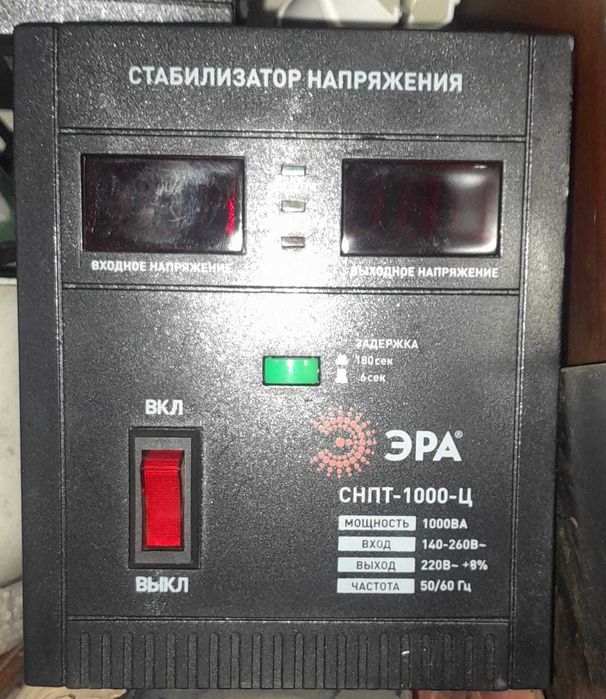 СТАБИЛИЗАТОР НАПРЯЖЕНИЯ
ВХОДНОЕ НАПРЯЖЕНИЕ
ВЫХОДНОЕ НАПРЯЖЕНИЕ
ЗАДЕРЖКА
180сек
6сек
ВКЛ
ВЫКЛ
ЭРА®
СНПТ-1000-Ц
МОЩНОСТЬ 1000ВА
ВХОД 140-260В~
ВЫХОД 220В~ +8%
ЧАСТОТА 50/60 Гц